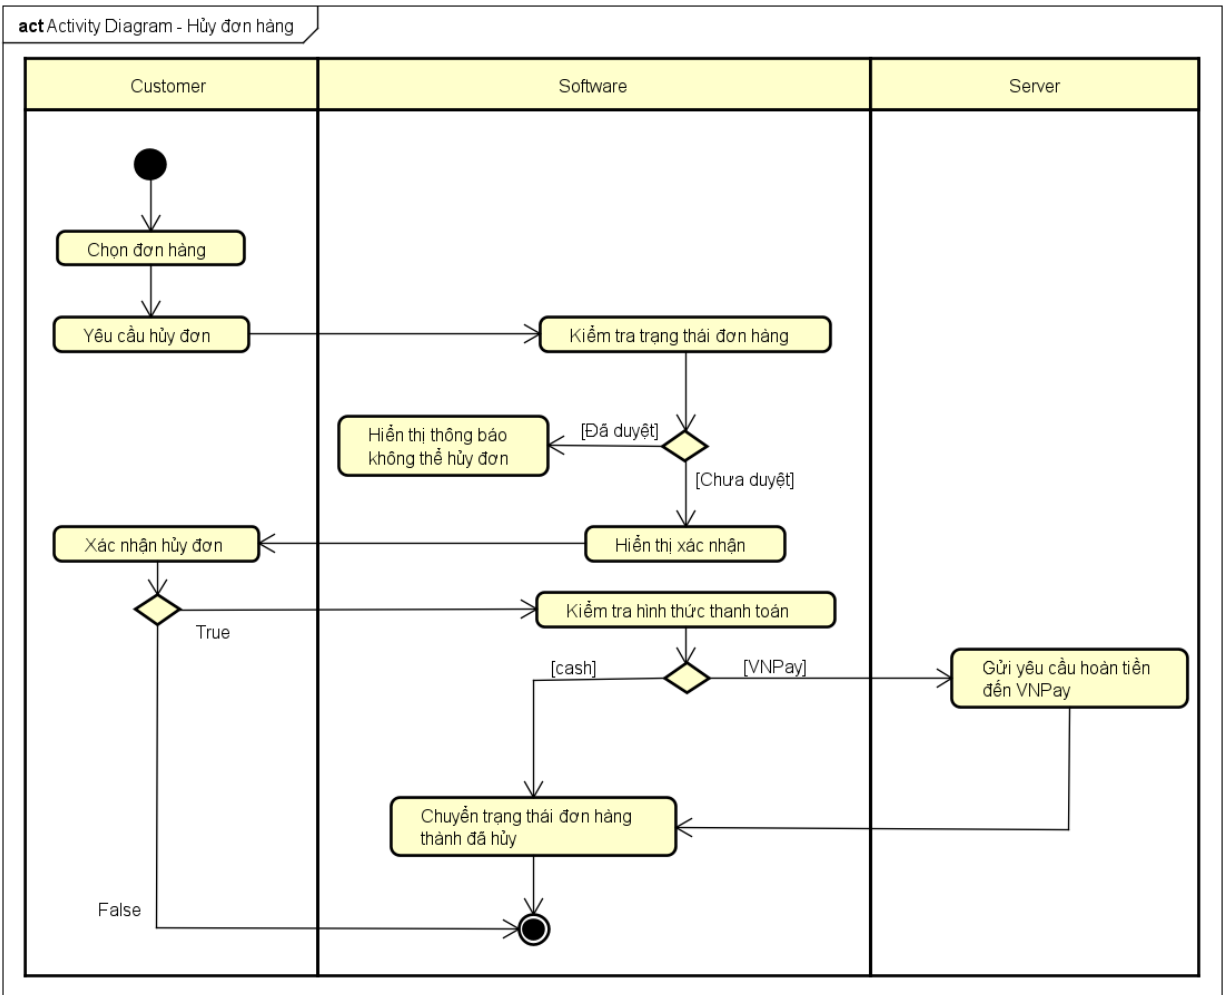 act Activity Diagram - Hủy đơn hàng
Customer
Software
Server
Chọn đơn hàng
Yêu cầu hủy đơn
Kiểm tra trạng thái đơn hàng
[Đã duyệt]
Hiển thị thông báo
không thể hủy đơn
[Chưa duyệt]
Xác nhận hủy đơn
Hiển thị xác nhận
Kiểm tra hình thức thanh toán
True
[cash]
[VNPay]
Gửi yêu cầu hoàn tiền
đến VNPay
Chuyển trạng thái đơn hàng
thành đã hủy
False